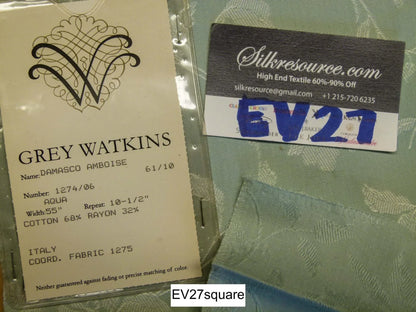 W
GREY WATKINS
Name: DAMASCO AMBOISE
61/10
Number: 1274/06
AQUA
Width: 55" Repeat: 10-1/2"
COTTON 68% RAYON 32%
ITALY
COORD. FABRIC 1275
Neither guaranteed against fading or precise matching of color.
Silkresource.com
High End Textile 60%-90% Off
silkresource@gmail.com +1 215-720 6235
EV27
EV27square